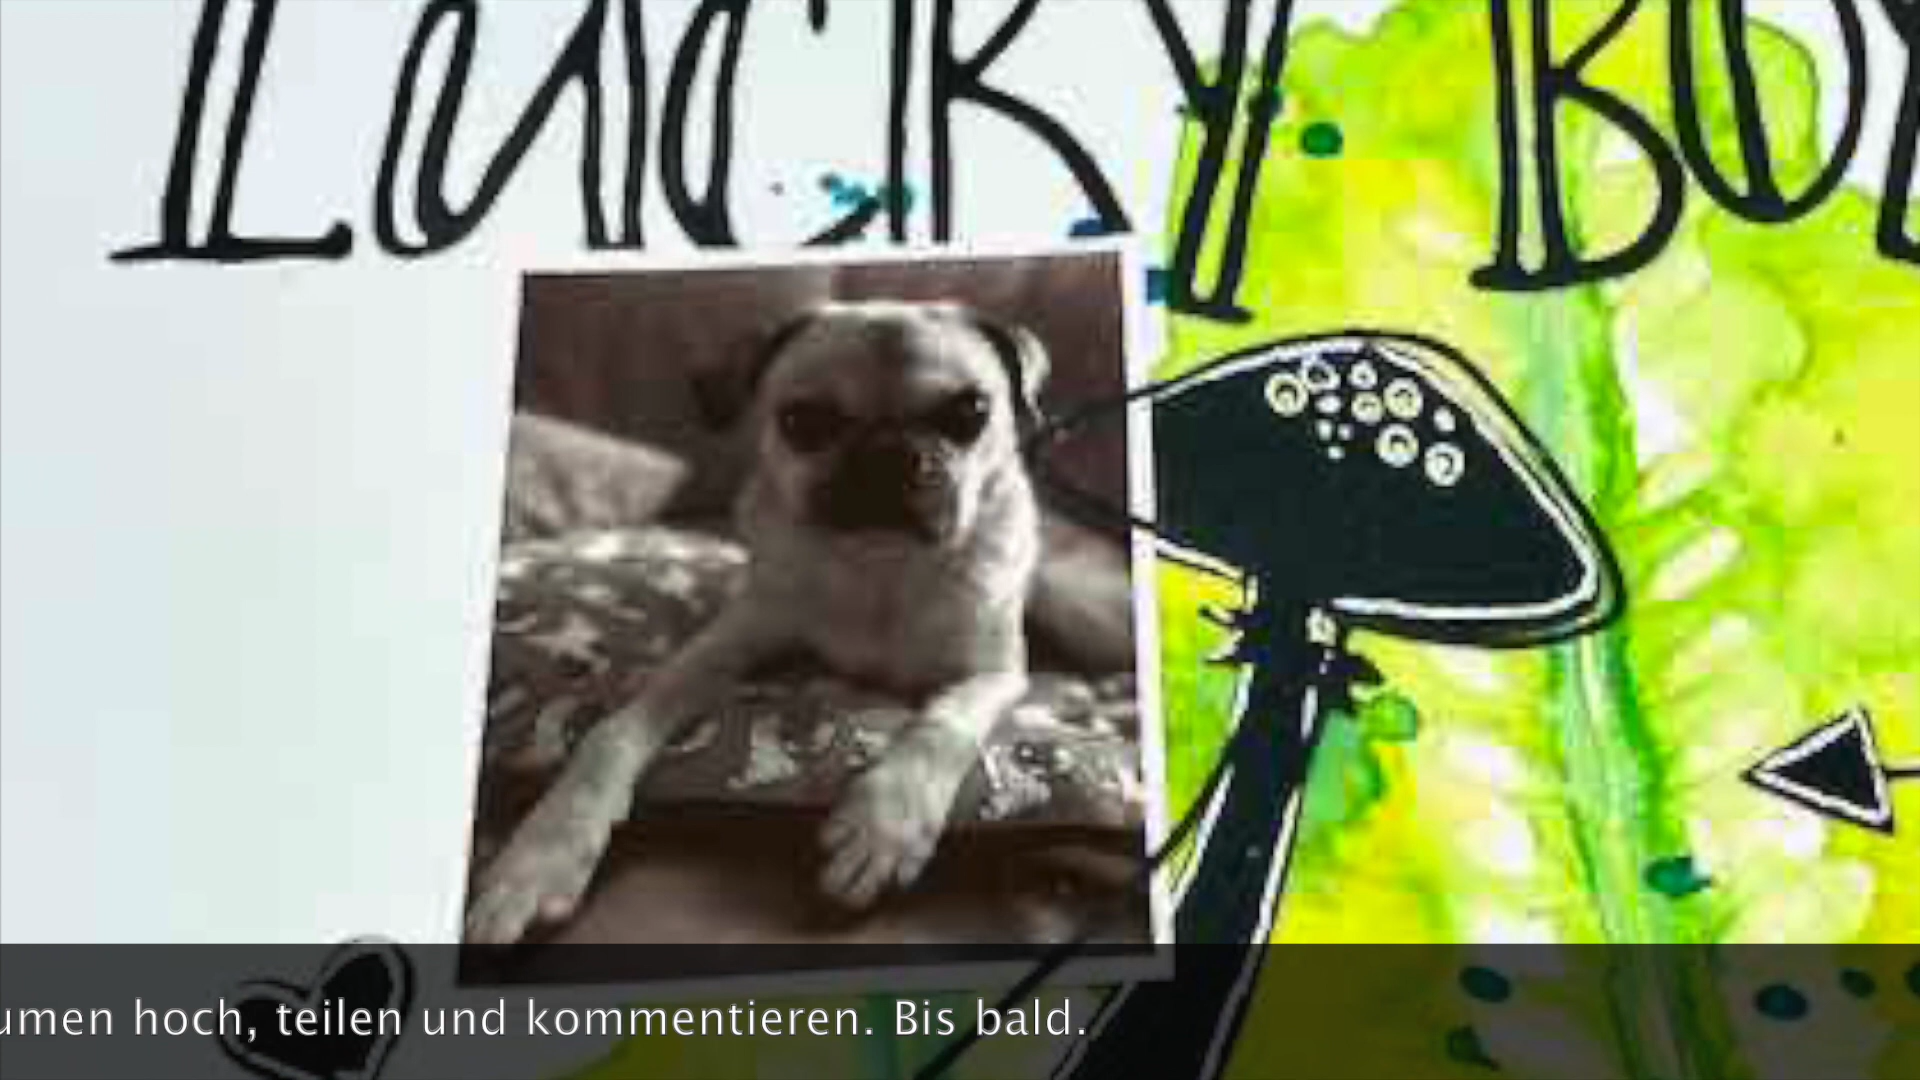 LUCKY BO
umen hoch, teilen und kommentieren. Bis bald.